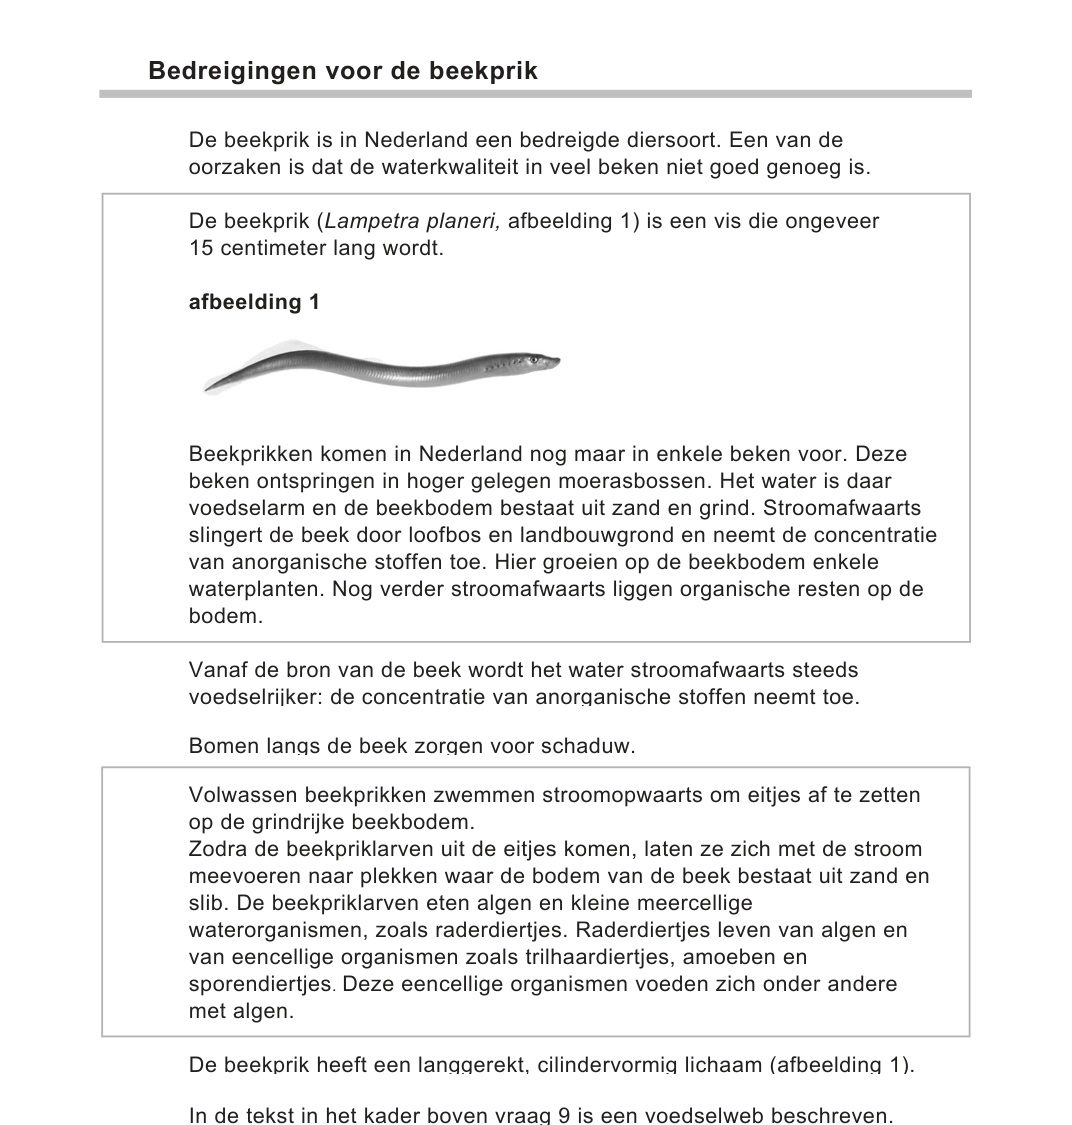 Bedreigingen voor de beekprik
De beekprik is in Nederland een bedreigde diersoort. Een van de
oorzaken is dat de waterkwaliteit in veel beken niet goed genoeg is.
De beekprik (Lampetra planeri, afbeelding 1) is een vis die ongeveer
15 centimeter lang wordt.
afbeelding 1
Beekprikken komen in Nederland nog maar in enkele beken voor. Deze
beken ontspringen in hoger gelegen moerasbossen. Het water is daar
voedselarm en de beekbodem bestaat uit zand en grind. Stroomafwaarts
slingert de beek door loofbos en landbouwgrond en neemt de concentratie
van anorganische stoffen toe. Hier groeien op de beekbodem enkele
waterplanten. Nog verder stroomafwaarts liggen organische resten op de
bodem.
Vanaf de bron van de beek wordt het water stroomafwaarts steeds
voedselrijker: de concentratie van anorganische stoffen neemt toe.
Bomen langs de beek zorgen voor schaduw.
Volwassen beekprikken zwemmen stroomopwaarts om eitjes af te zetten
op de grindrijke beekbodem.
Zodra de beekpriklarven uit de eitjes komen, laten ze zich met de stroom
meevoeren naar plekken waar de bodem van de beek bestaat uit zand en
slib. De beekpriklarven eten algen en kleine meercellige
waterorganismen, zoals raderdiertjes. Raderdiertjes leven van algen en
van eencellige organismen zoals trilhaardiertjes, amoeben en
sporendiertjes. Deze eencellige organismen voeden zich onder andere
met algen.
De beekprik heeft een langgerekt, cilindervormig lichaam (afbeelding 1).
In de tekst in het kader boven vraag 9 is een voedselweb beschreven.